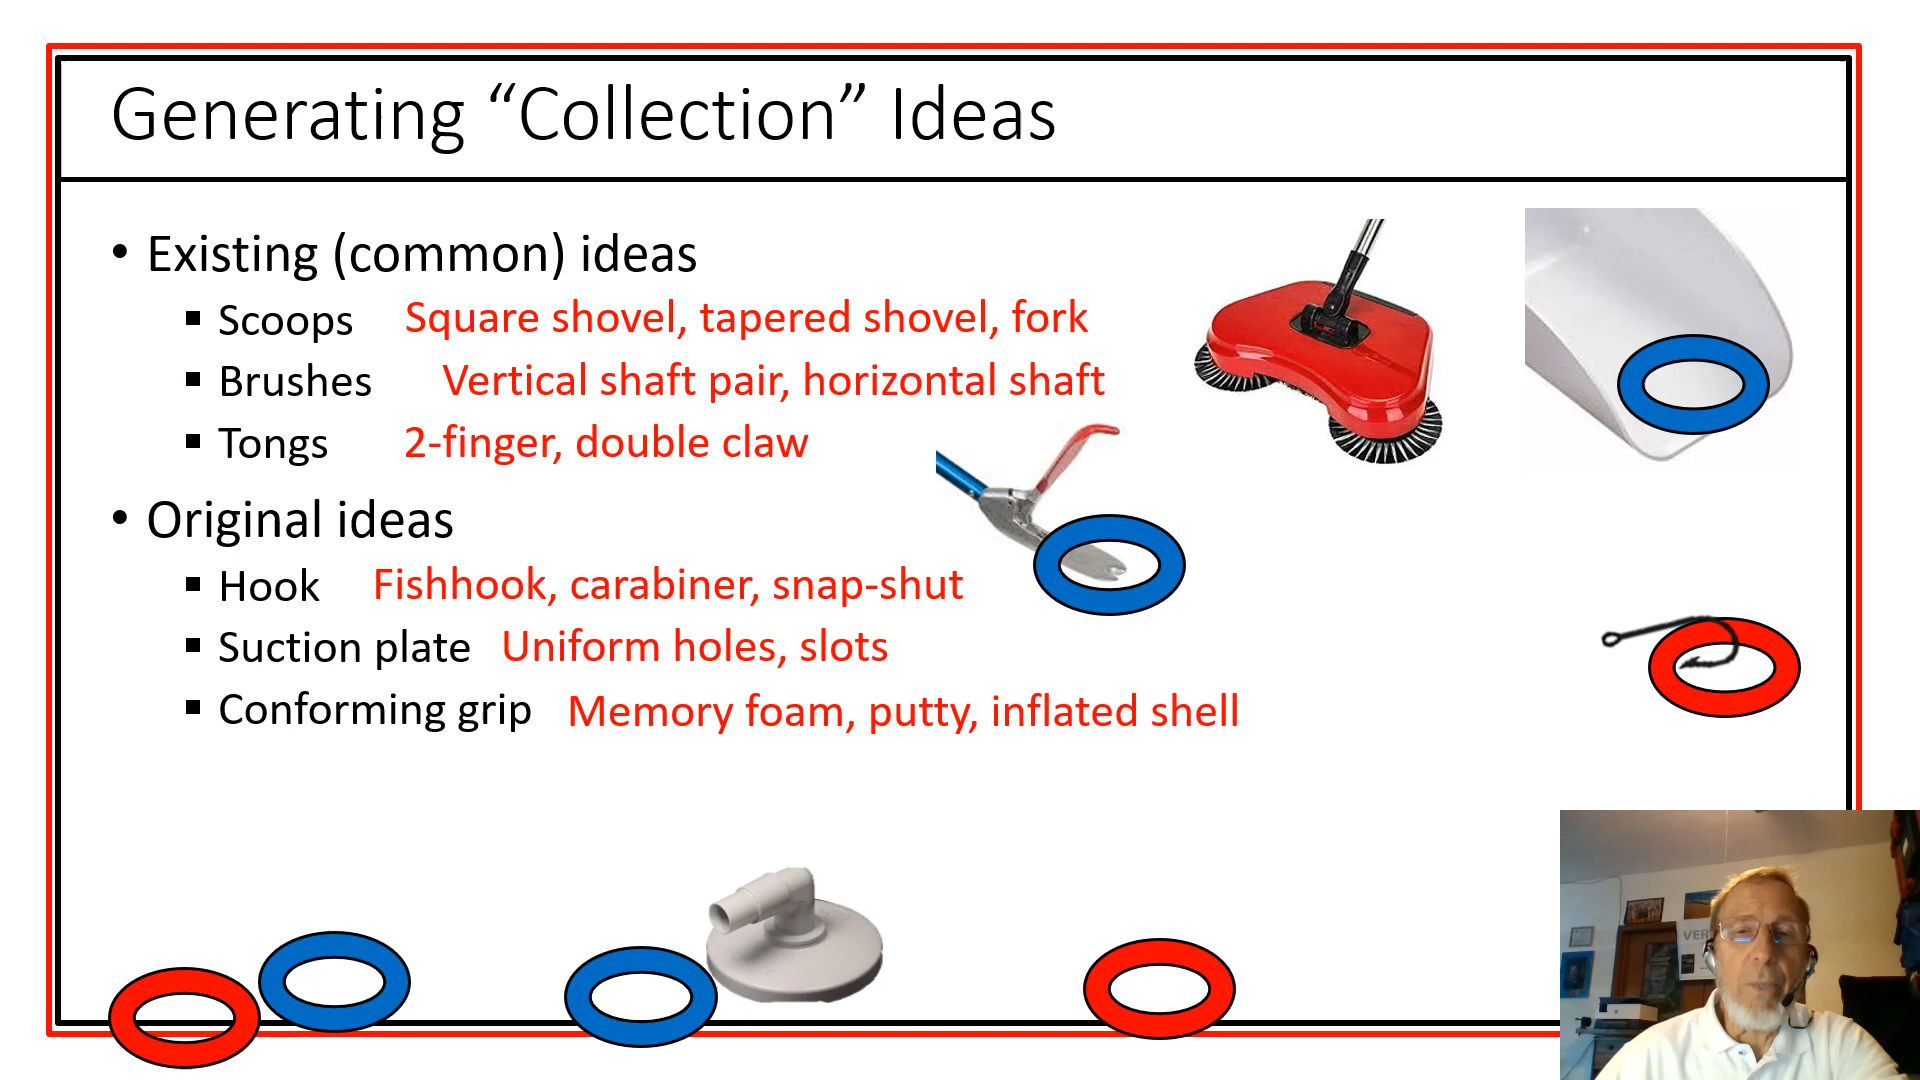 Generating “Collection” Ideas
• Existing (common) ideas
▪ Scoops Square shovel, tapered shovel, fork
▪ Brushes Vertical shaft pair, horizontal shaft
▪ Tongs 2-finger, double claw
• Original ideas
▪ Hook Fishhook, carabiner, snap-shut
▪ Suction plate Uniform holes, slots
▪ Conforming grip Memory foam, putty, inflated shell